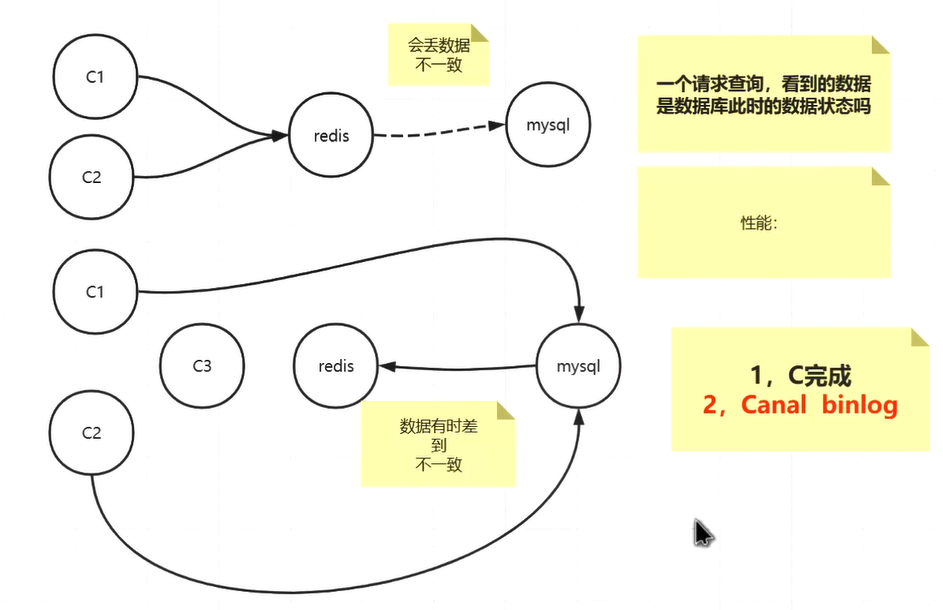 会丢数据
不一致
C1
redis
mysql
C2
一个请求查询，看到的数据
是数据库此时的数据状态吗
性能：
C1
C3
redis
mysql
C2
数据有时差
到
不一致
1，C完成
2，Canal binlog